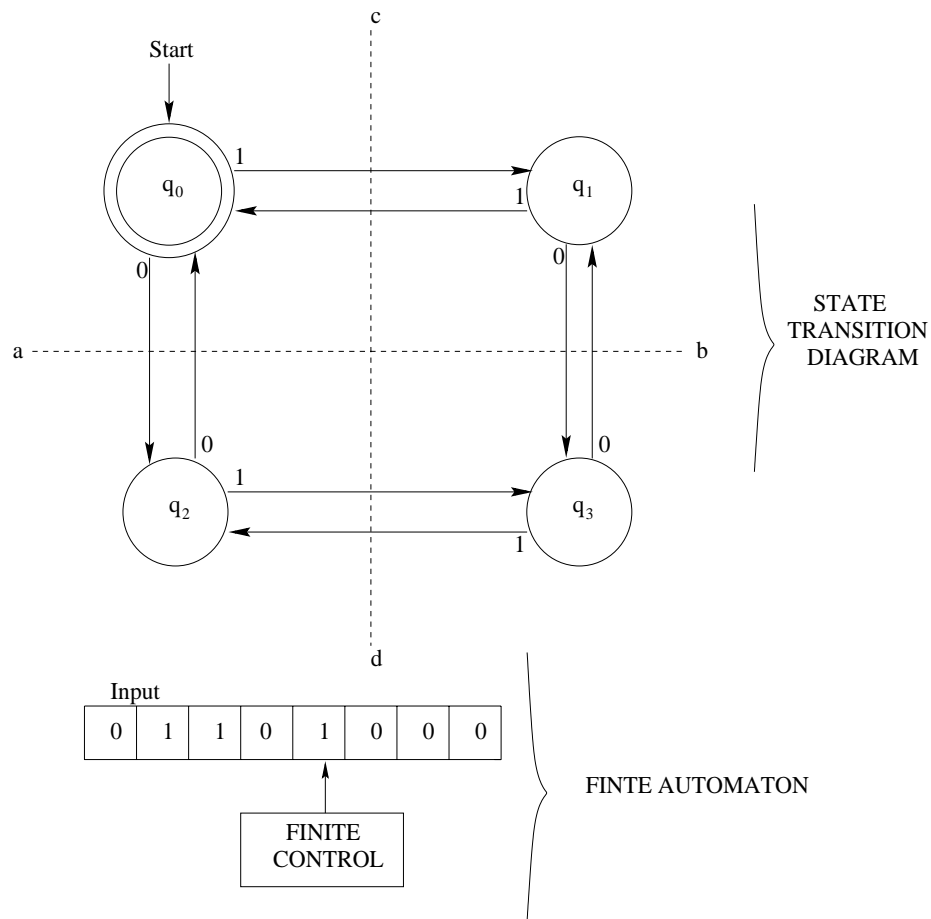 c
Start
1
q0
q1
1
0
0
STATE
TRANSITION
DIAGRAM
a
b
0
0
1
q2
q3
1
d
Input
0 1 1 0 1 0 0 0
FINTE AUTOMATON
FINITE
CONTROL